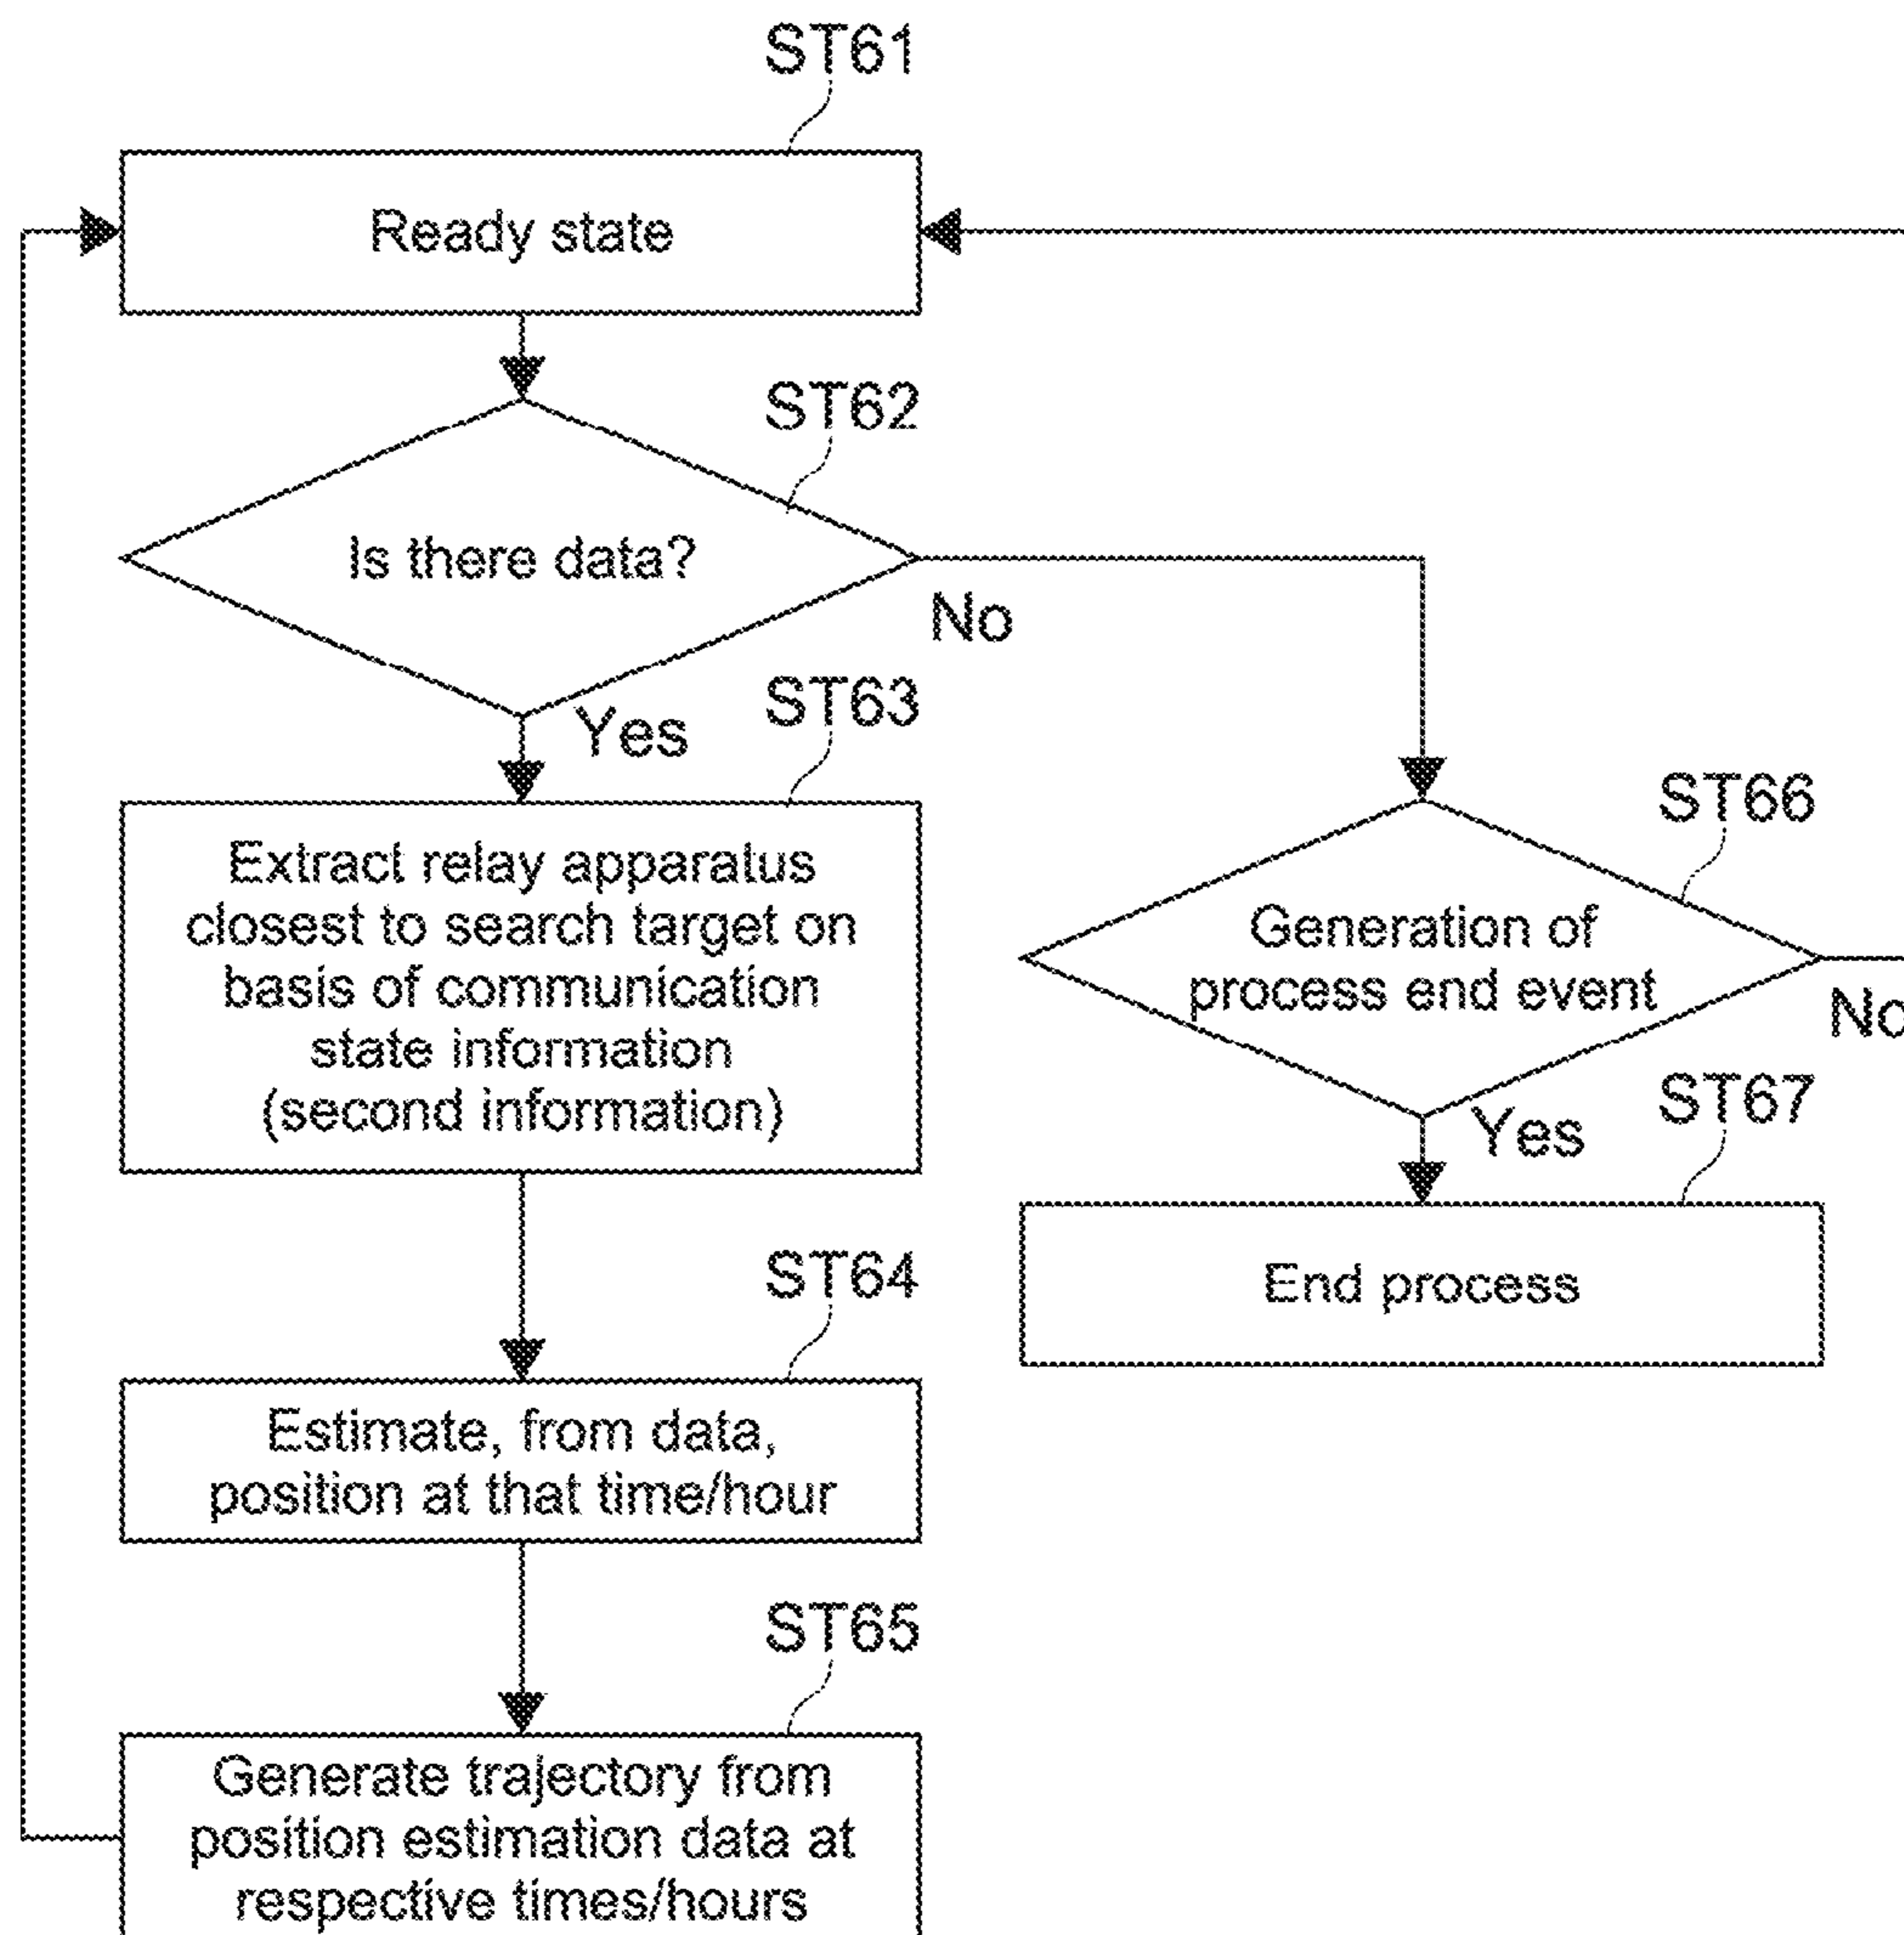 ST61
Ready state
ST62
Is there data?
No
Yes
ST63
Extract relay apparatus
closest to search target on
basis of communication
state information
(second information)
ST66
Generation of
process end event
No
Yes
ST67
End process
ST64
Estimate, from data,
position at that time/hour
ST65
Generate trajectory from
position estimation data at
respective times/hours